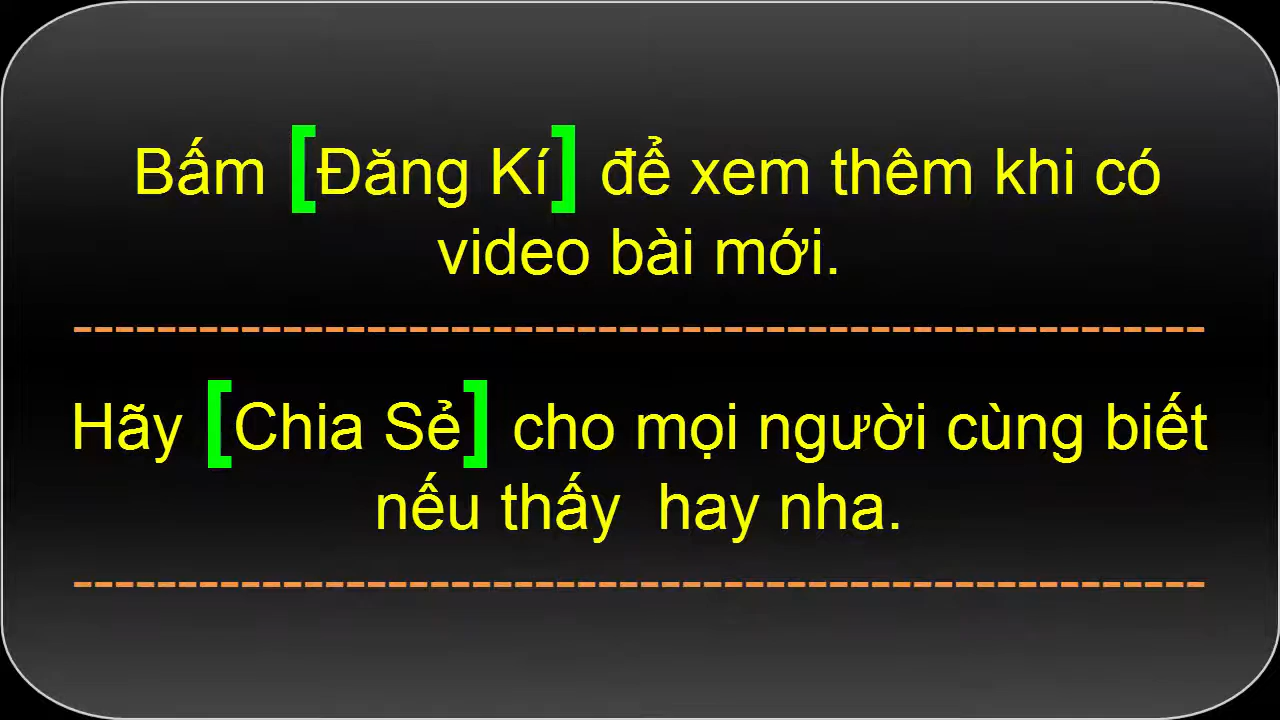 Bấm [Đăng Kí] để xem thêm khi có
video bài mới.
------------------------------------------------------
Hãy [Chia Sẻ] cho mọi người cùng biết
nếu thấy  hay nha.
------------------------------------------------------